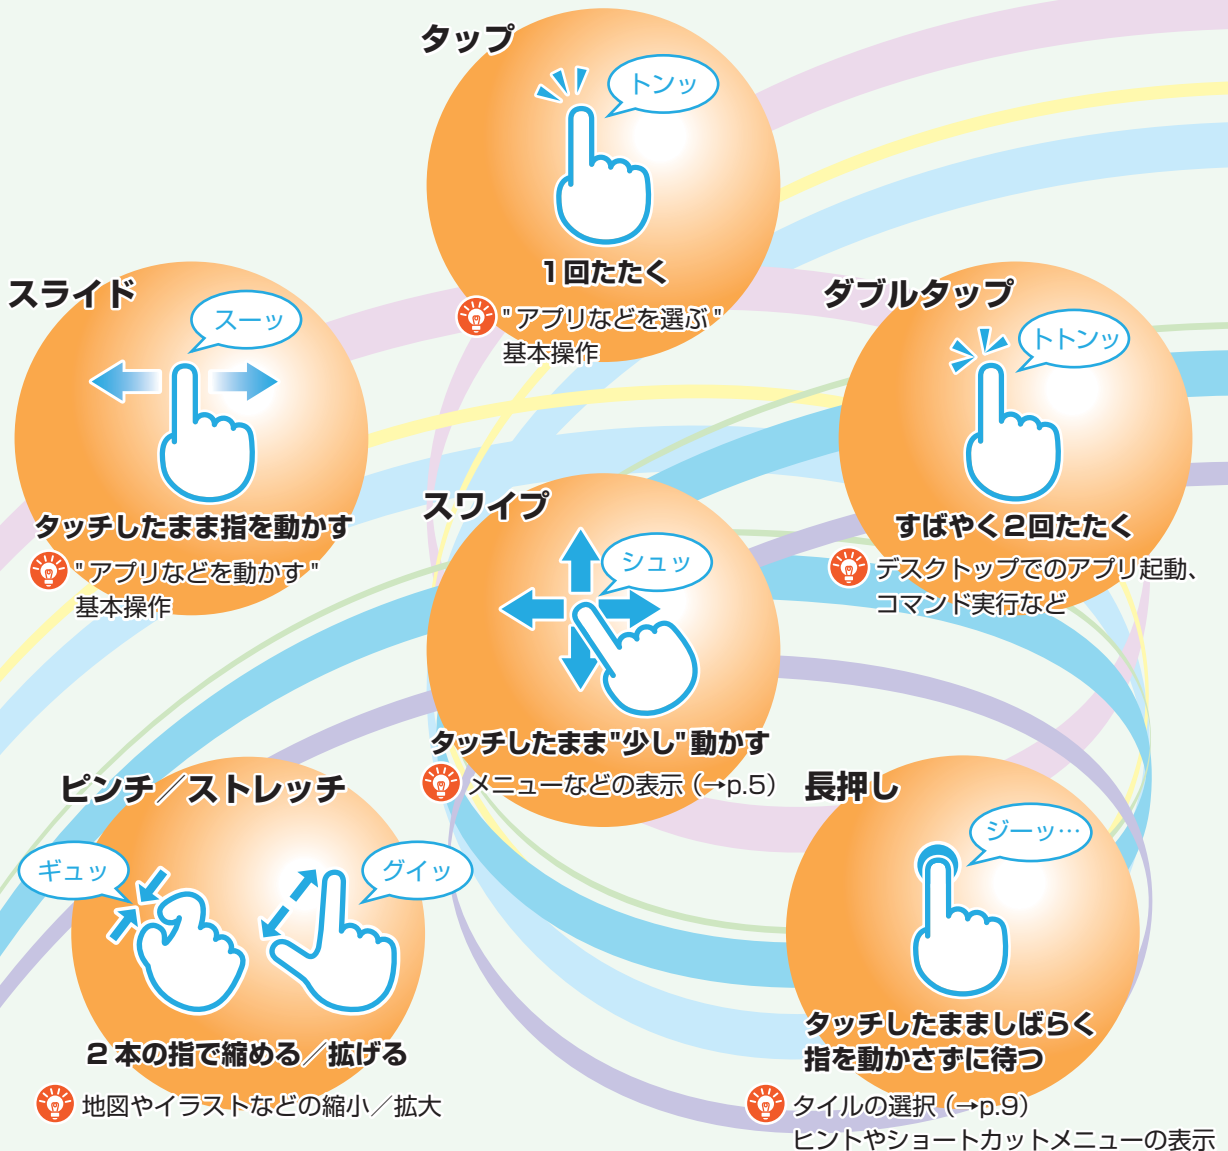 タップ
トンッ
1回たたく
"アプリなどを選ぶ"
基本操作
スライド
スーッ
タッチしたまま指を動かす
"アプリなどを動かす"
基本操作
ダブルタップ
トトンッ
すばやく2回たたく
デスクトップでのアプリ起動、
コマンド実行など
スワイプ
シュッ
タッチしたまま"少し"動かす
メニューなどの表示（→p.5）
ピンチ／ストレッチ
ギュッ
グイッ
2本の指で縮める／拡げる
地図やイラストなどの縮小／拡大
長押し
ジーッ…
タッチしたまましばらく
指を動かさずに待つ
タイルの選択（→p.9）
ヒントやショートカットメニューの表示